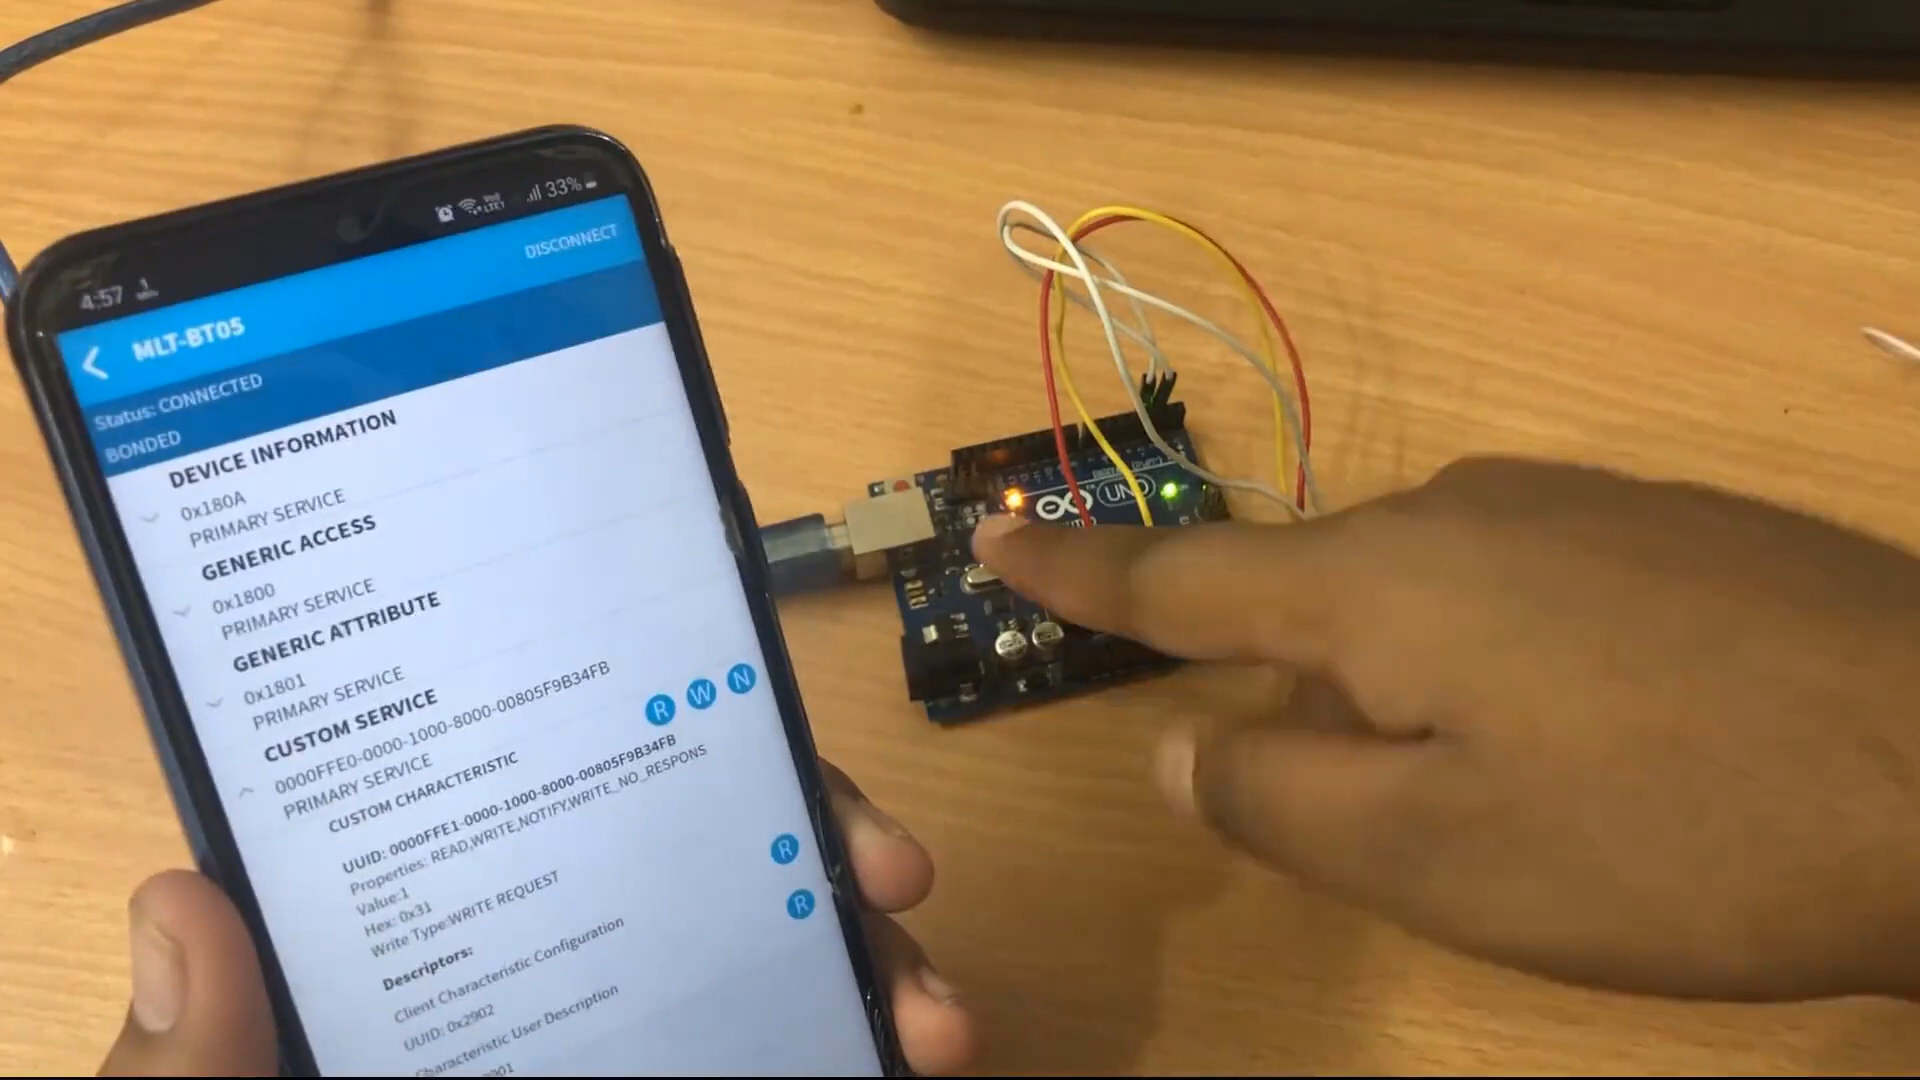 4:57
33%
DISCONNECT
MLT-BT05
Status: CONNECTED
BONDED
DEVICE INFORMATION
0x180A
PRIMARY SERVICE
GENERIC ACCESS
0x1800
PRIMARY SERVICE
GENERIC ATTRIBUTE
0x1801
PRIMARY SERVICE
CUSTOM SERVICE
0000FFE0-0000-1000-8000-00805F9B34FB
R W N
PRIMARY SERVICE
CUSTOM CHARACTERISTIC
UUID: 0000FFE1-0000-1000-8000-00805F9B34FB
Properties: READ,WRITE,NOTIFY,WRITE_NO_RESPONS
Value:1
Hex: 0x31
Write Type:WRITE REQUEST
R
Descriptors:
R
Client Characteristic Configuration
UUID: 0x2902
Characteristic User Description
UNO